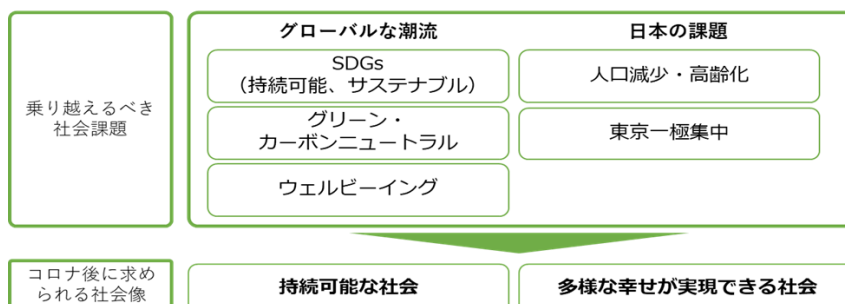 グローバルな潮流
日本の課題
乗り越えるべき
社会課題
SDGs
（持続可能、サステナブル）
人口減少・高齢化
グリーン・
カーボンニュートラル
東京一極集中
ウェルビーイング
コロナ後に求め
られる社会像
持続可能な社会
多様な幸せが実現できる社会